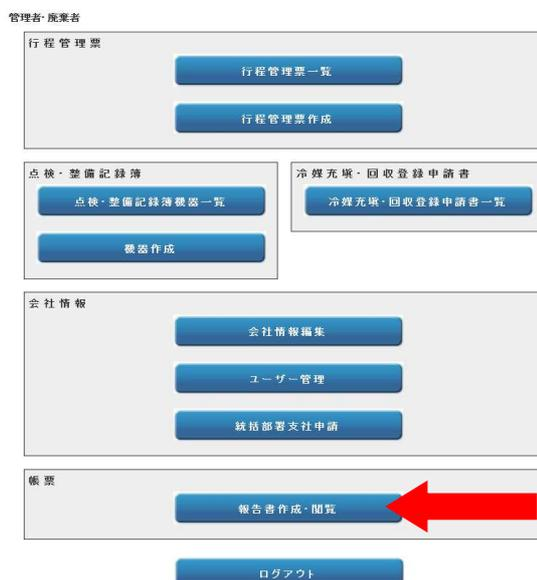 管理者・廃棄者
行程管理票
行程管理票一覧
行程管理票作成
点検・整備記録簿
点検・整備記録簿機器一覧
機器作成
冷媒充填・回収登録申請書
冷媒充填・回収登録申請書一覧
会社情報
会社情報編集
ユーザー管理
統括部署支社申請
帳票
報告書作成・閲覧
ログアウト